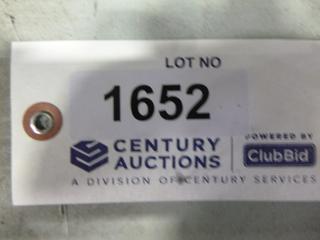 LOT NO
1652
CENTURY
AUCTIONS
POWERED BY
ClubBid
A DIVISION OF CENTURY SERVICES